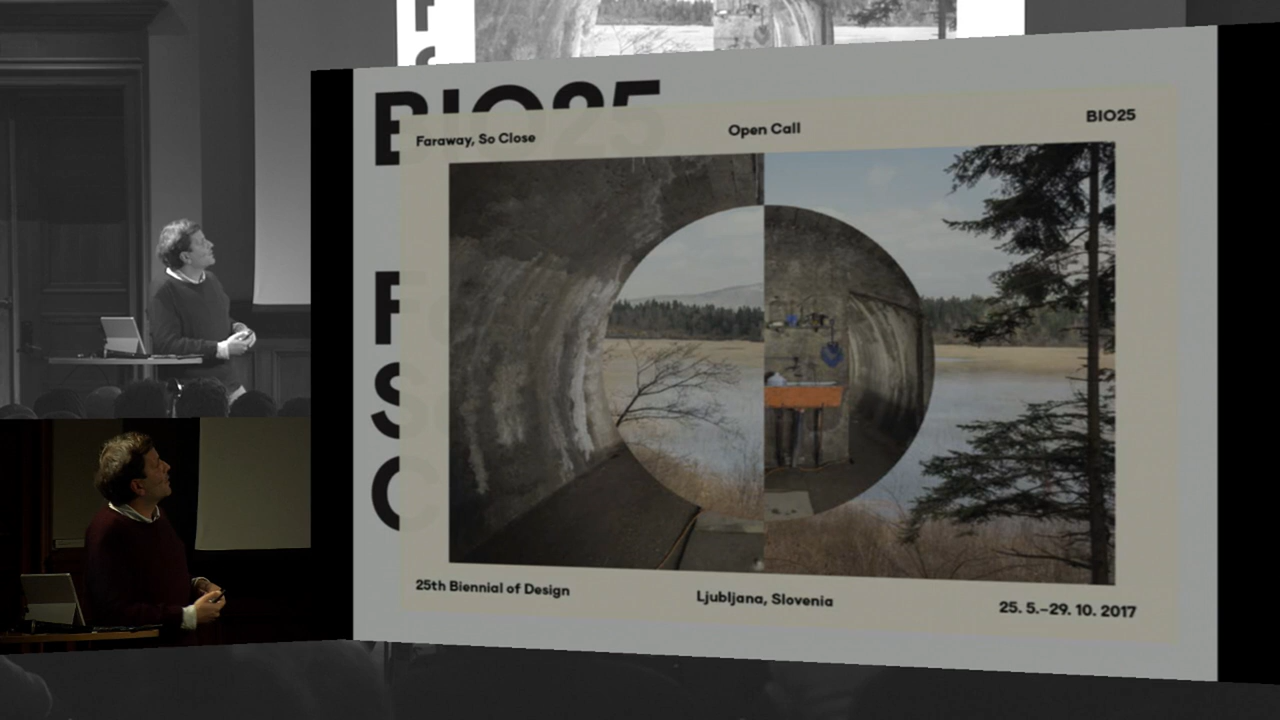 BIO25
Faraway, So Close
Open Call
BIO25
25th Biennial of Design
Ljubljana, Slovenia
25. 5.–29. 10. 2017